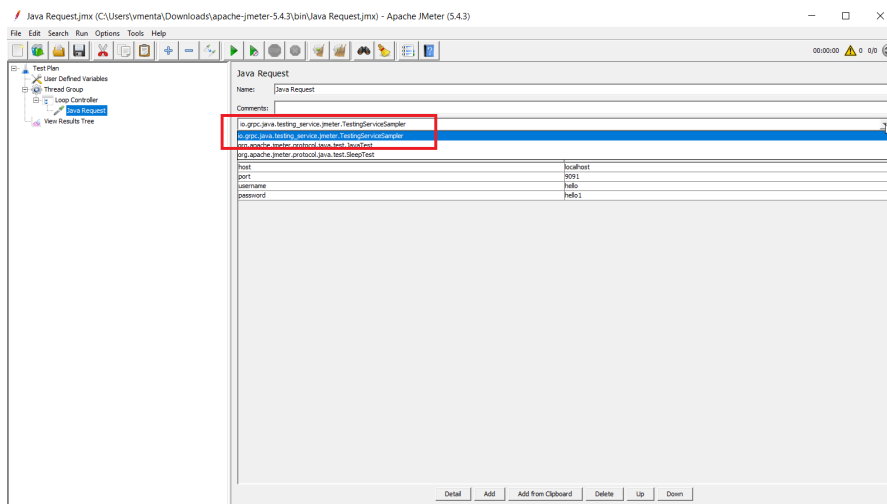 Java Request.jmx (C:\Users\vmenta\Downloads\apache-jmeter-5.4.3\bin\Java Request.jmx) - Apache JMeter (5.4.3)
File Edit Search Run Options Tools Help
00:00:00 0 0/0
Test Plan
User Defined Variables
Thread Group
Loop Controller
Java Request
View Results Tree
Java Request
Name: Java Request
Comments:
io.grpc.java.testing_service.jmeter.TestingServiceSampler
io.grpc.java.testing_service.jmeter.TestingServiceSampler
org.apache.jmeter.protocol.java.test.JavaTest
org.apache.jmeter.protocol.java.test.SleepTest
host localhost
port 9091
username hello
password hello1
Detail Add Add from Clipboard Delete Up Down